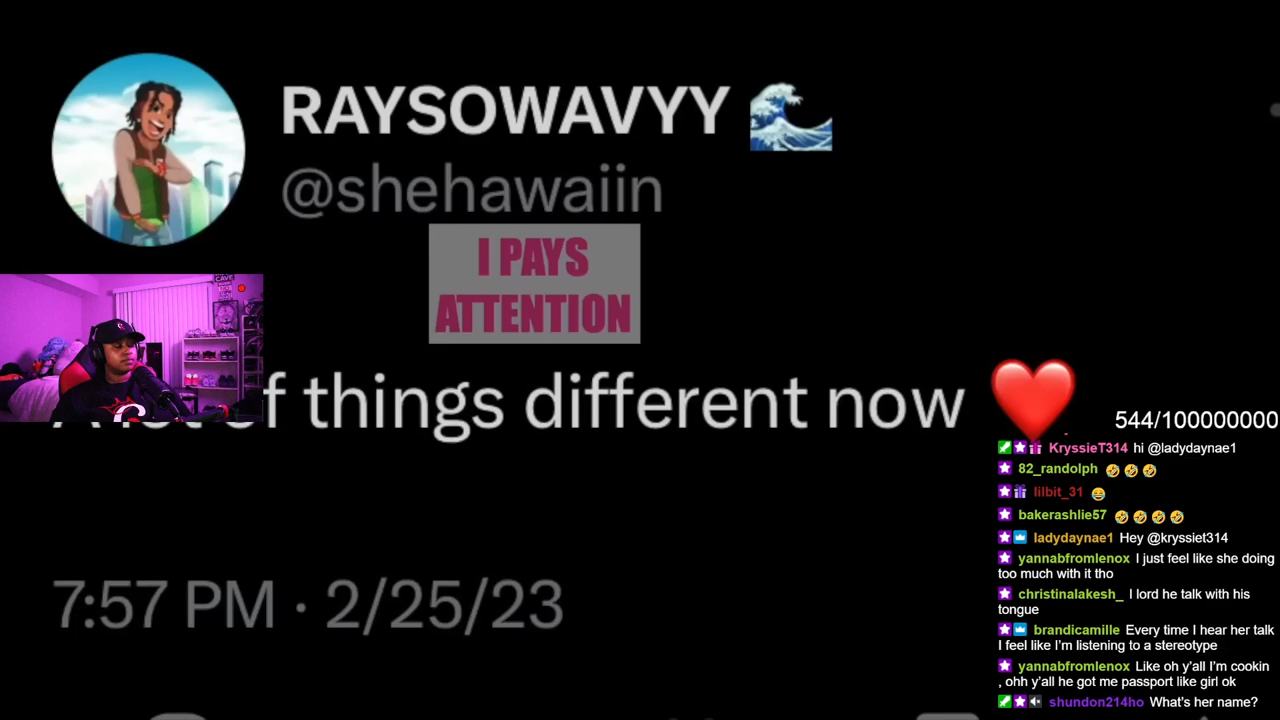 RAYSOWAVYY 🌊
@shehawaiin
I PAYS
ATTENTION
CAVE
f things different now ❤️
544/100000000
KryssieT314 hi @ladydaynae1
82_randolph 🤣🤣🤣
lilbit_31 😂
bakerashlie57 🤣🤣🤣🤣
ladydaynae1 Hey @kryssiet314
yannabfromlenox I just feel like she doing
too much with it tho
christinalakesh_ I lord he talk with his
tongue
brandicamille Every time I hear her talk
I feel like I’m listening to a stereotype
yannabfromlenox Like oh y’all I’m cookin
, ohh y’all he got me passport like girl ok
shundon214ho What’s her name?
7:57 PM · 2/25/23